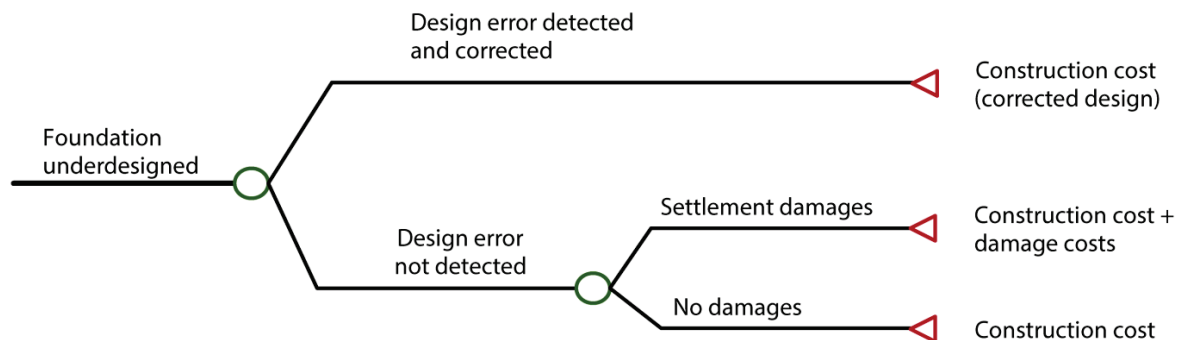 Design error detected
and corrected
Construction cost
(corrected design)
Foundation
underdesigned
Settlement damages
Construction cost +
damage costs
Design error
not detected
No damages
Construction cost